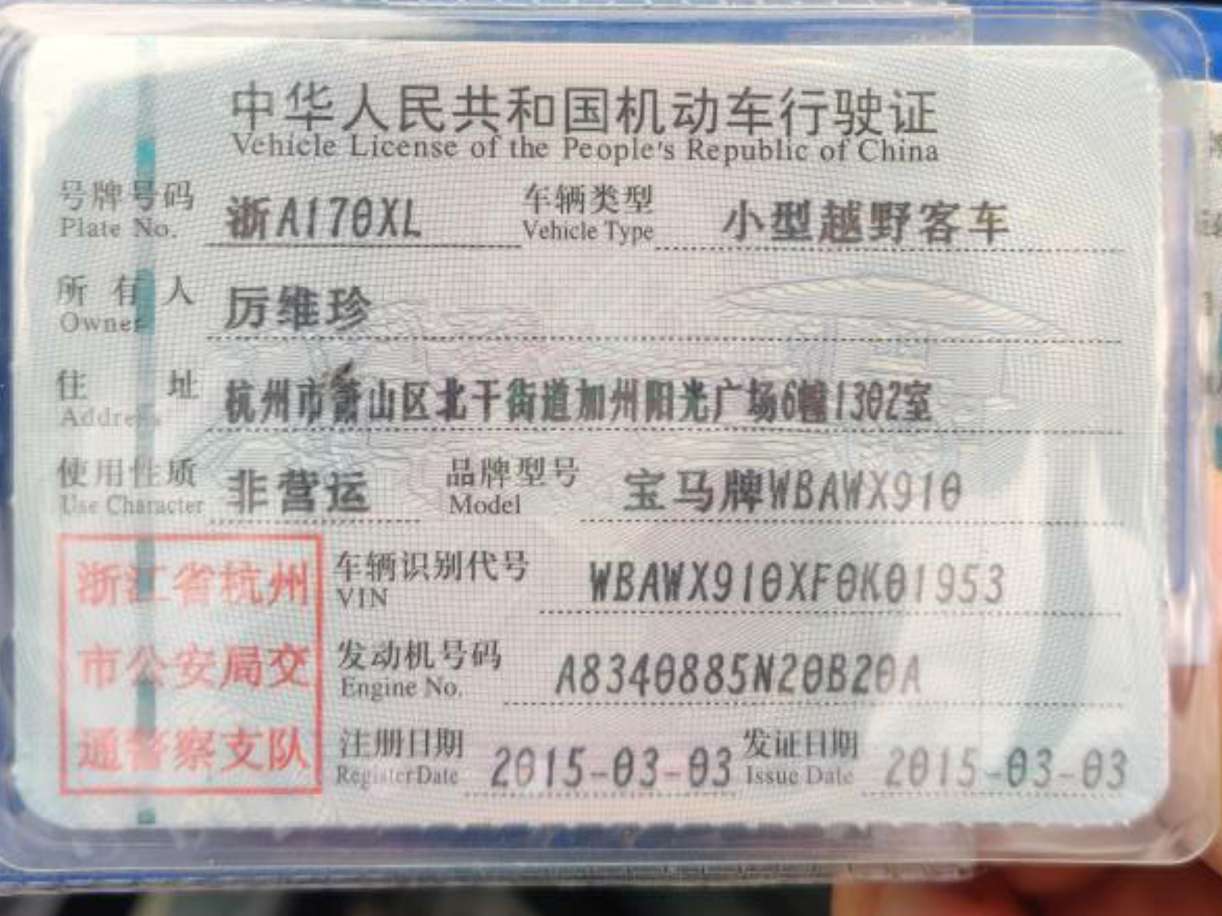 中华人民共和国机动车行驶证
Vehicle License of the People's Republic of China
号牌号码 浙A170XL 车辆类型 小型越野客车
Plate No. Vehicle Type
所有人 厉维珍
Owner
住址 杭州市萧山区北干街道加州阳光广场6幢1302室
Address
使用性质 非营运 品牌型号 宝马牌WBAWX910
Use Character Model
浙江省杭州 车辆识别代号 WBAWX910XF0K01953
VIN
市公安局交 发动机号码 A8340885N20B20A
Engine No.
通警察支队 注册日期 2015-03-03 发证日期 2015-03-03
Register Date Issue Date